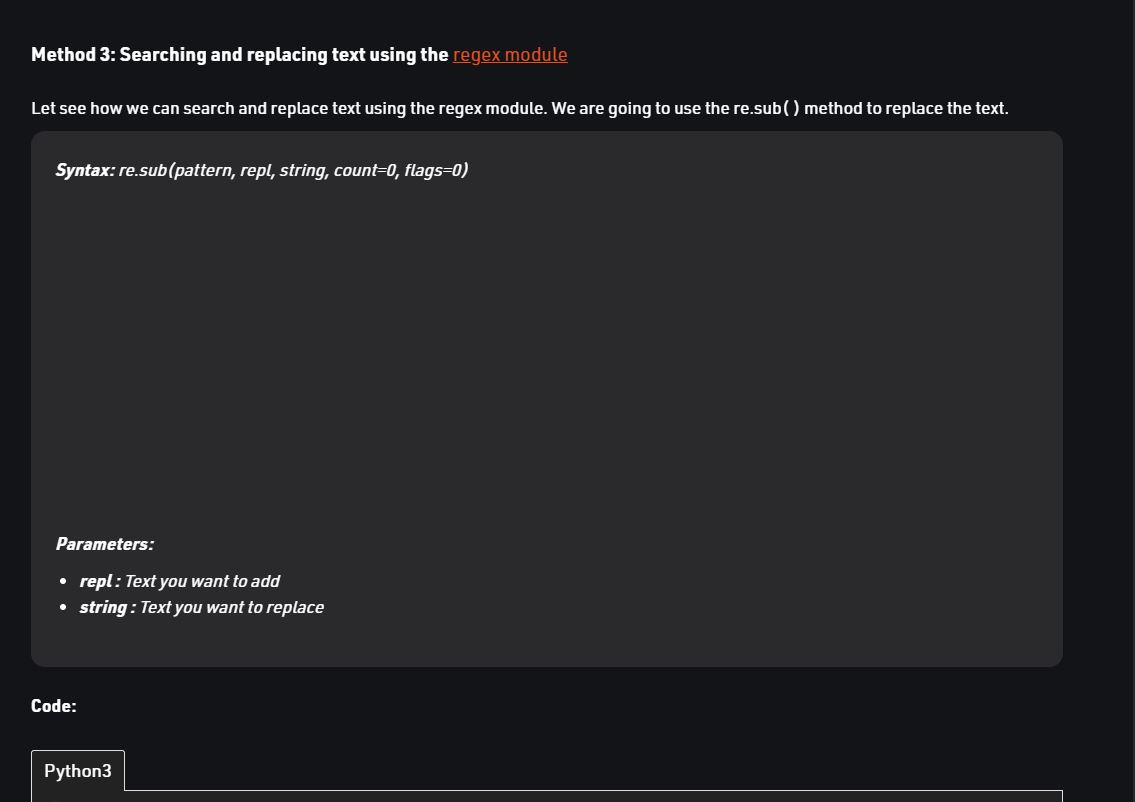 Method 3: Searching and replacing text using the regex module
Let see how we can search and replace text using the regex module. We are going to use the re.sub( ) method to replace the text.
Syntax: re.sub(pattern, repl, string, count=0, flags=0)
Parameters:
• repl : Text you want to add
• string : Text you want to replace
Code:
Python3